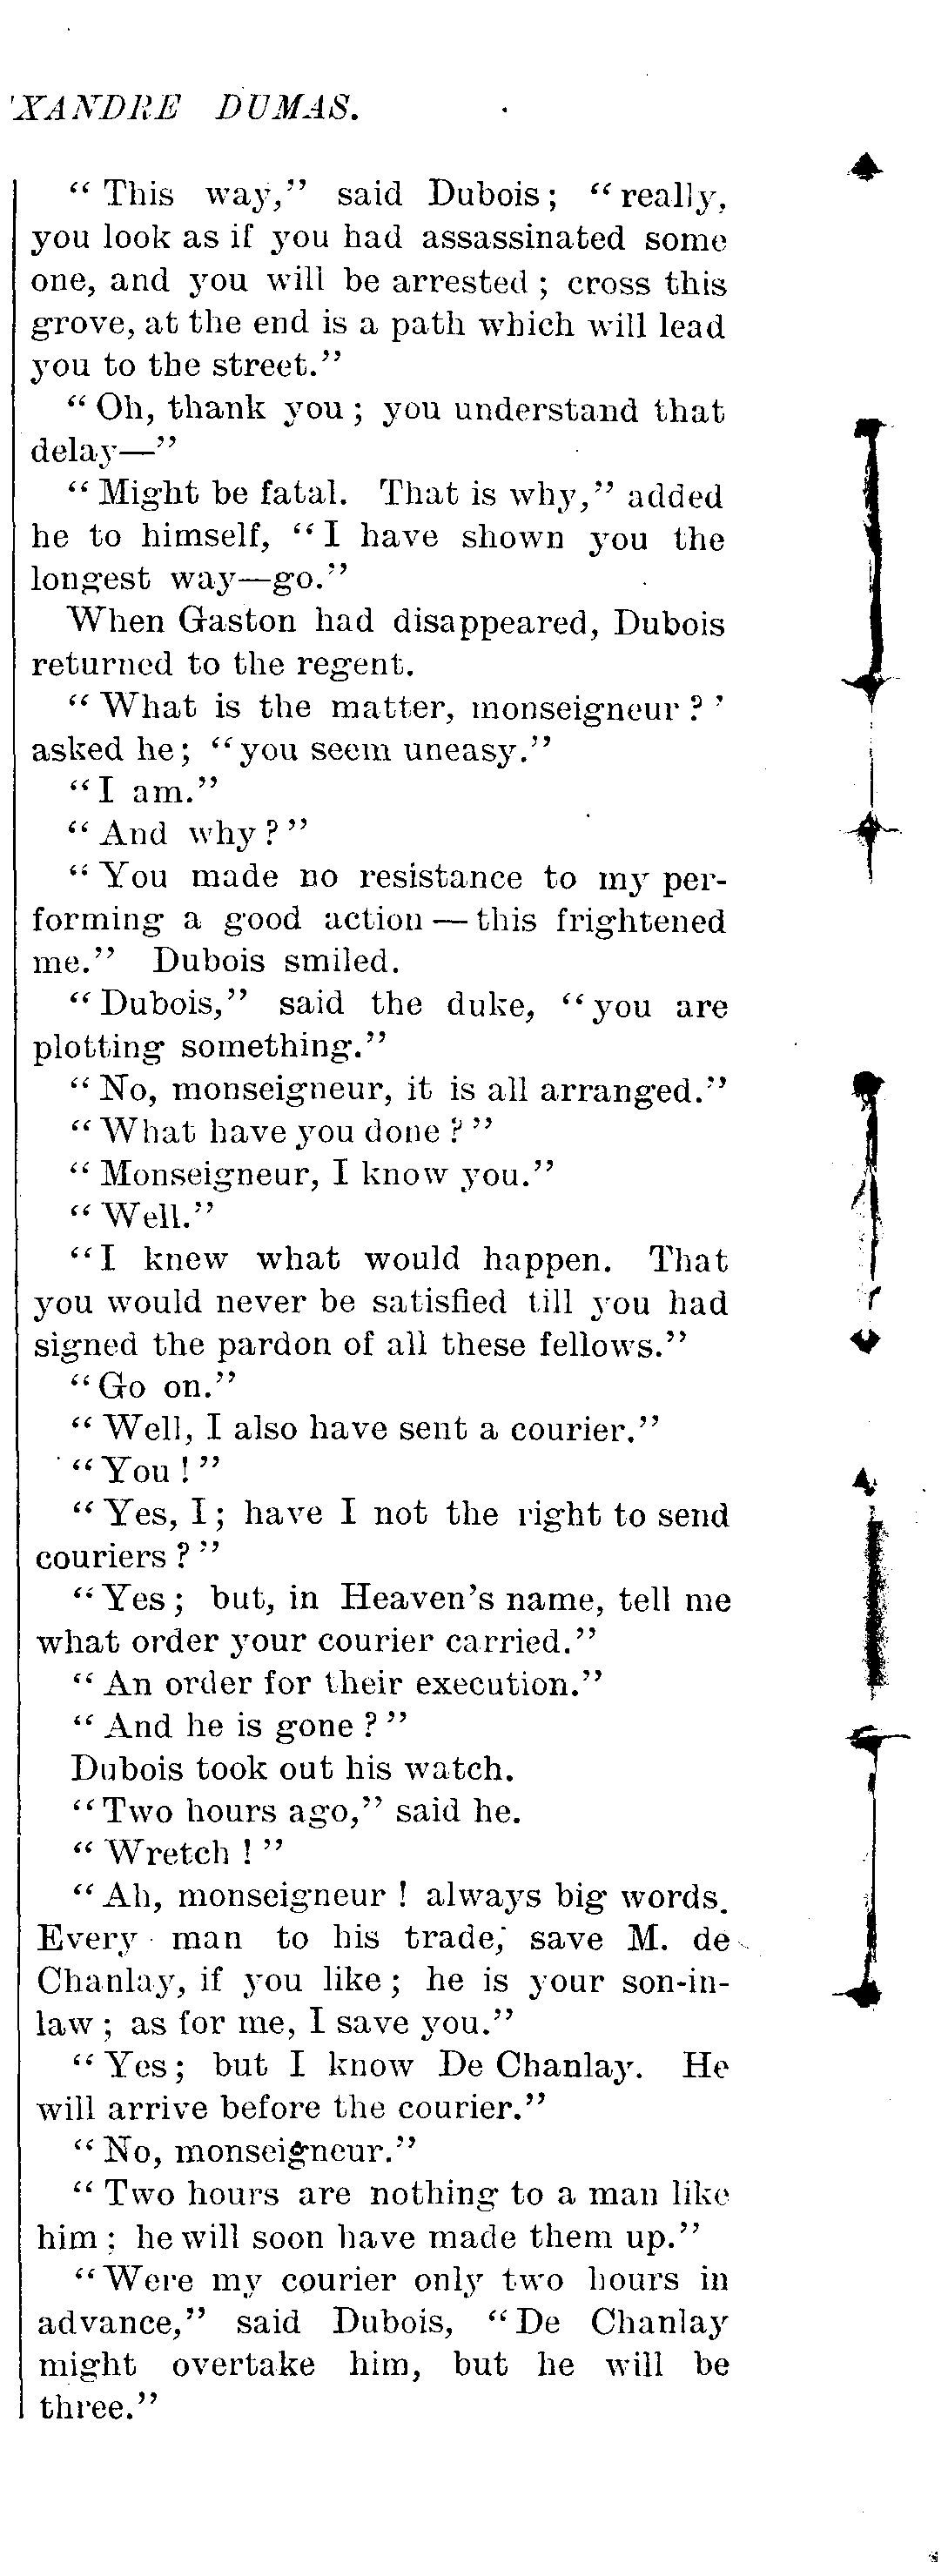 'XANDRE DUMAS.
“ This way,” said Dubois; “ really,
you look as if you had assassinated some
one, and you will be arrested ; cross this
grove, at the end is a path which will lead
you to the street.”
“ Oh, thank you ; you understand that
delay—”
“ Might be fatal. That is why,” added
he to himself, “ I have shown you the
longest way—go.”
When Gaston had disappeared, Dubois
returned to the regent.
“ What is the matter, monseigneur ? ’
asked he; “ you seem uneasy.”
“ I am.”
“ And why ? ”
“ You made no resistance to my per-
forming a good action — this frightened
me.” Dubois smiled.
“ Dubois,” said the duke, “ you are
plotting something.”
“ No, monseigneur, it is all arranged.”
“ What have you done ? ”
“ Monseigneur, I know you.”
“ Well.”
“ I knew what would happen. That
you would never be satisfied till you had
signed the pardon of all these fellows.”
“ Go on.”
“ Well, I also have sent a courier.”
“ You ! ”
“ Yes, I; have I not the right to send
couriers ? ”
“ Yes; but, in Heaven’s name, tell me
what order your courier carried.”
“ An order for their execution.”
“ And he is gone ? ”
Dubois took out his watch.
“ Two hours ago,” said he.
“ Wretch ! ”
“ Ah, monseigneur ! always big words.
Every man to his trade; save M. de
Chanlay, if you like ; he is your son-in-
law ; as for me, I save you.”
“ Yes; but I know De Chanlay. He
will arrive before the courier.”
“ No, monseigneur.”
“ Two hours are nothing to a man like
him ; he will soon have made them up.”
“ Were my courier only two hours in
advance,” said Dubois, “ De Chanlay
might overtake him, but he will be
three.”